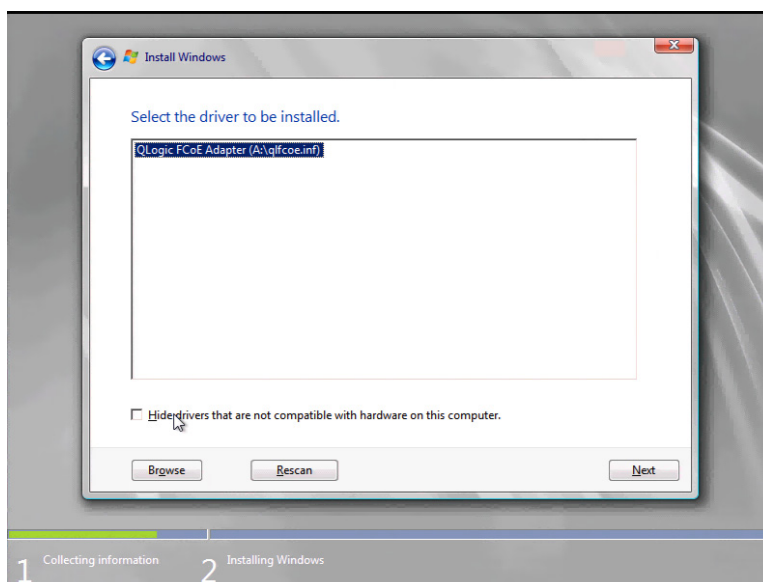 Install Windows
Select the driver to be installed.
QLogic FCoE Adapter (A:\qlfcoe.inf)
Hide drivers that are not compatible with hardware on this computer.
Browse
Rescan
Next
1 Collecting information
2 Installing Windows